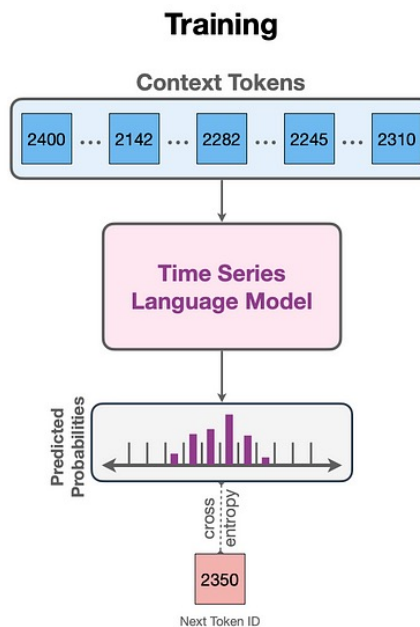 Training
Context Tokens
2400 ... 2142 ... 2282 ... 2245 ... 2310
Time Series
Language Model
Predicted
Probabilities
cross
entropy
2350
Next Token ID